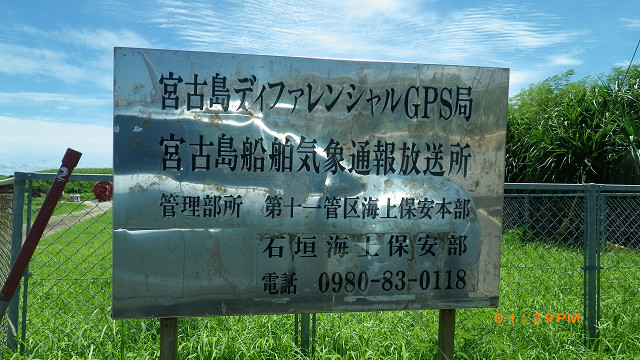 宮古島ディファレンシャルGPS局
宮古島船舶気象通報放送所
管理部所 第十一管区海上保安本部
石垣海上保安部
電話 0980-83-0118
2
01:39PM